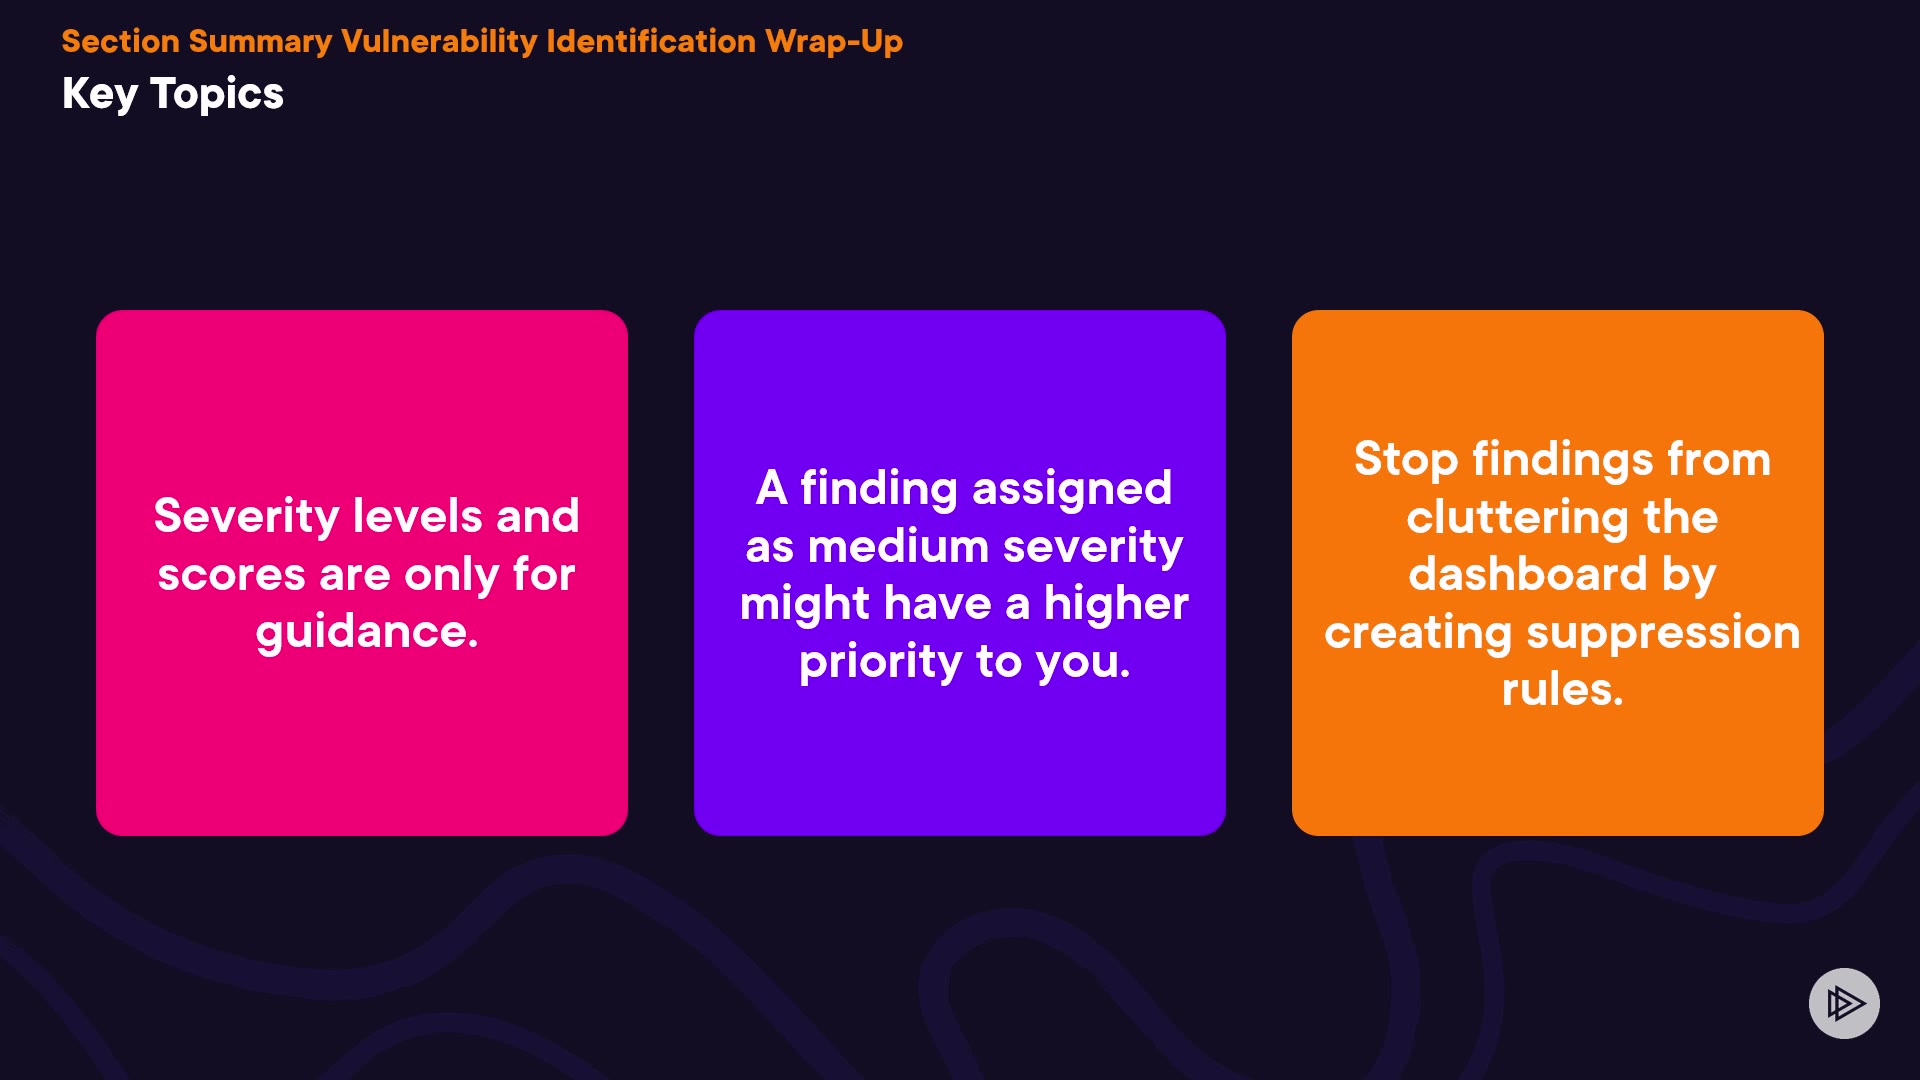 Section Summary Vulnerability Identification Wrap-Up
Key Topics
Severity levels and
scores are only for
guidance.
A finding assigned
as medium severity
might have a higher
priority to you.
Stop findings from
cluttering the
dashboard by
creating suppression
rules.